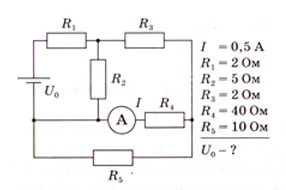 R₁
R₃
R₂
U₀
A
I
R₄
R₅
I = 0,5 А
R₁ = 2 Ом
R₂ = 5 Ом
R₃ = 2 Ом
R₄ = 40 Ом
R₅ = 10 Ом
U₀ – ?